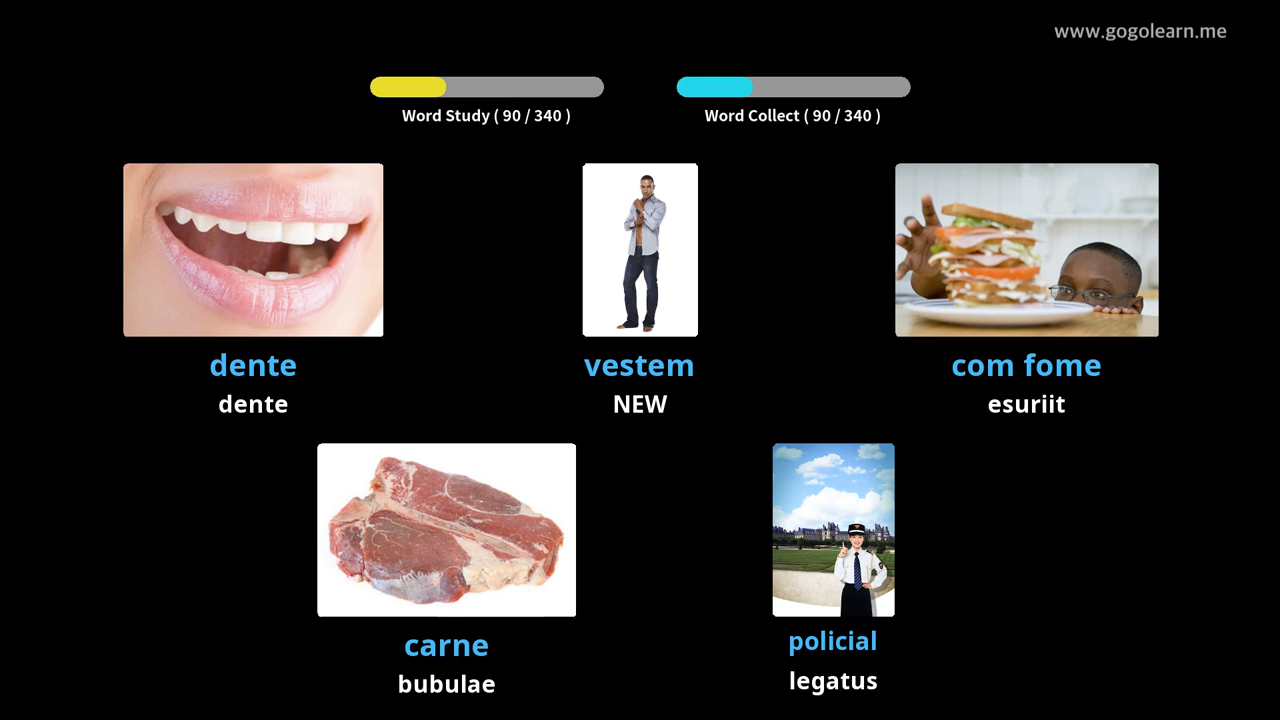 www.gogolearn.me
Word Study ( 90 / 340 )
Word Collect ( 90 / 340 )
dente
dente
vestem
NEW
com fome
esuriit
carne
bubulae
policial
legatus